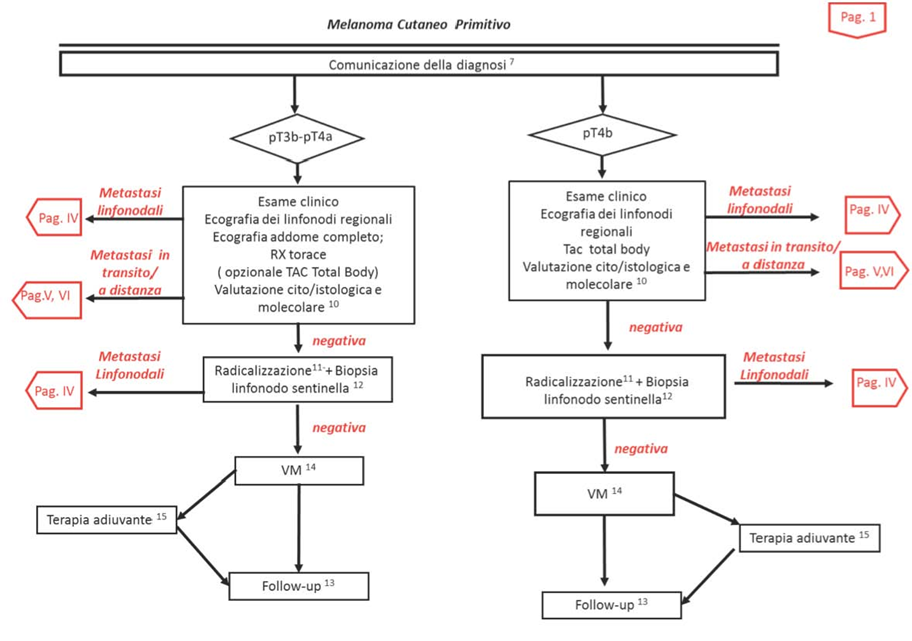 Melanoma Cutaneo Primitivo
Pag. 1
Comunicazione della diagnosi 7
pT3b-pT4a
Metastasi
linfonodali
Pag. IV
Esame clinico
Ecografia dei linfonodi regionali
Ecografia addome completo;
RX torace
( opzionale TAC Total Body)
Valutazione cito/istologica e
molecolare 10
Metastasi in
transito/
a distanza
Pag.V, VI
negativa
Metastasi
Linfonodali
Pag. IV
Radicalizzazione11- + Biopsia
linfonodo sentinella 12
negativa
VM 14
Terapia adiuvante 15
Follow-up 13
pT4b
Esame clinico
Ecografia dei linfonodi
regionali
Tac total body
Valutazione cito/istologica e
molecolare 10
Metastasi
linfonodali
Pag. IV
Metastasi in transito/
a distanza
Pag. V,VI
negativa
Radicalizzazione11 + Biopsia
linfonodo sentinella12
Metastasi
Linfonodali
Pag. IV
negativa
VM 14
Terapia adiuvante 15
Follow-up 13